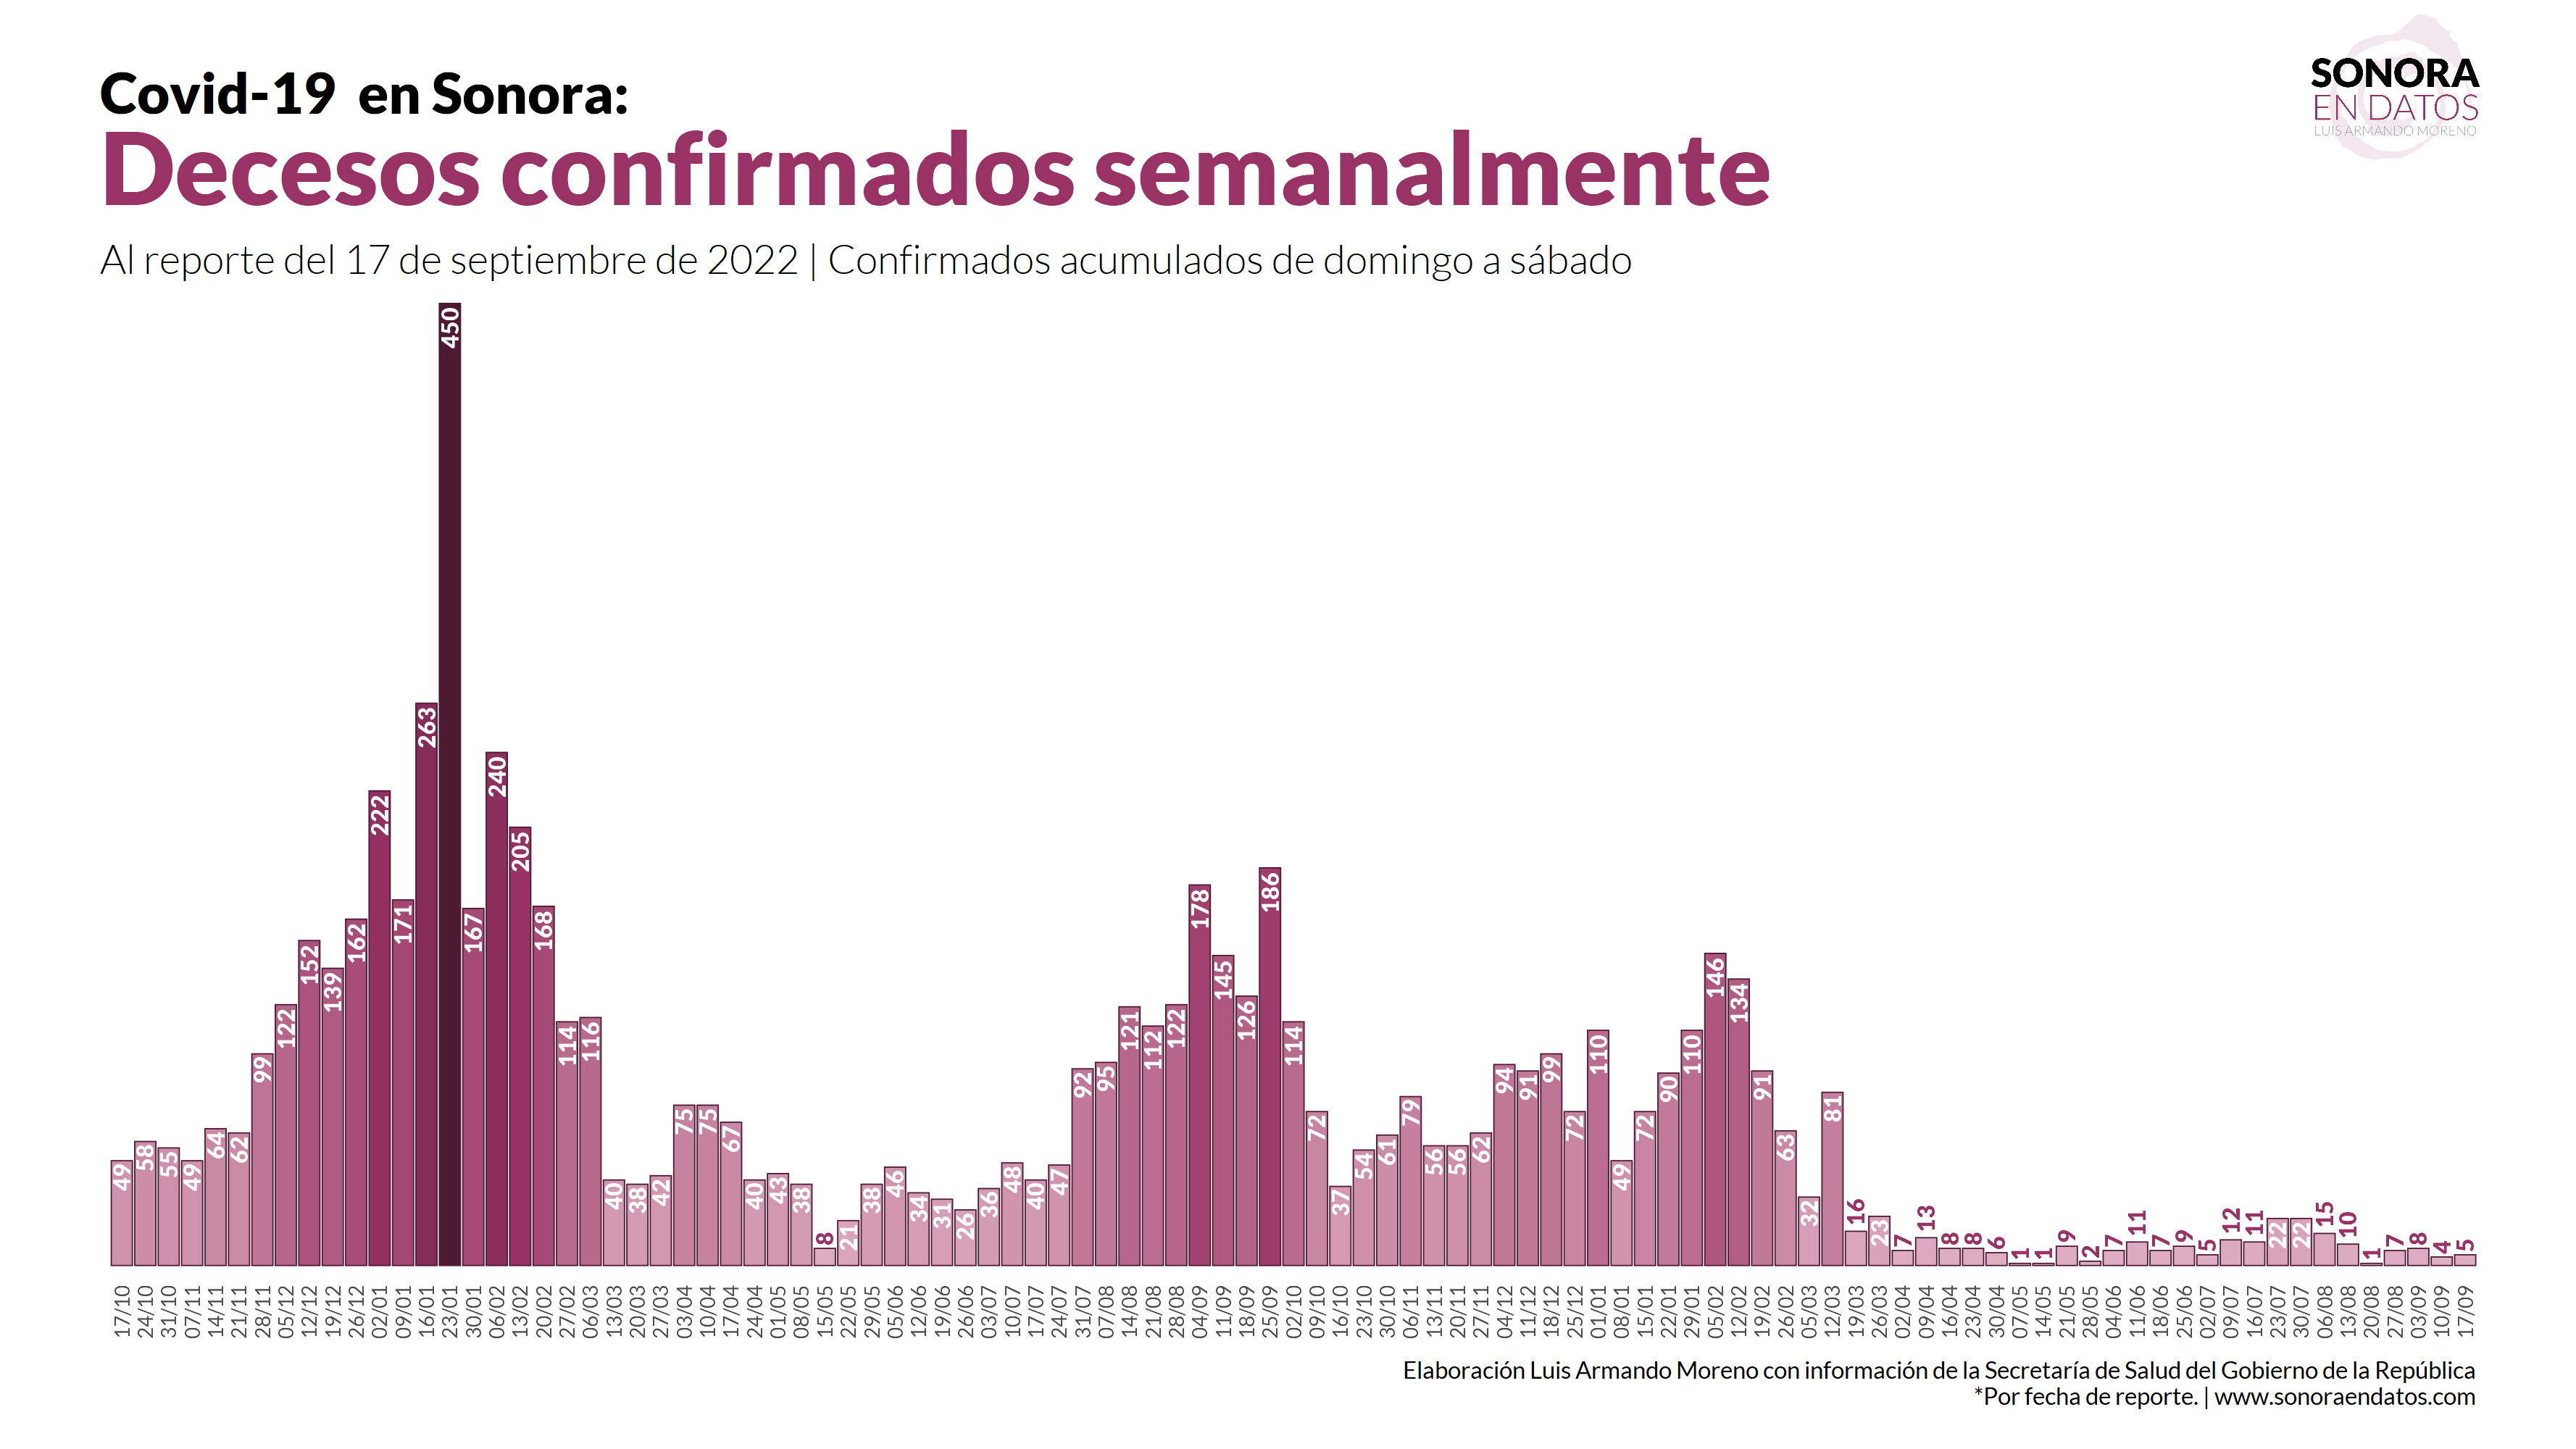 Covid-19 en Sonora:
Decesos confirmados semanalmente
Al reporte del 17 de septiembre de 2022 | Confirmados acumulados de domingo a sábado
SONORA
EN DATOS
LUIS ARMANDO MORENO
49 58 55 49 64 62 99 122 152 139 162 222 171 263 450 167 240 205 168 114 116 40 38 42 75 75 67 40 43 38 8 21 38 46 34 31 26 36 48 40 47 92 95 121 112 122 178 145 126 186 114 72 37 54 61 79 56 56 62 94 91 99 72 110 49 72 90 110 146 134 91 63 32 81 16 23 7 13 8 8 6 1 1 9 2 7 11 7 9 5 12 11 22 22 15 10 1 7 8 4 5
17/10 24/10 31/10 07/11 14/11 21/11 28/11 05/12 12/12 19/12 26/12 02/01 09/01 16/01 23/01 30/01 06/02 13/02 20/02 27/02 06/03 13/03 20/03 27/03 03/04 10/04 17/04 24/04 01/05 08/05 15/05 22/05 29/05 05/06 12/06 19/06 26/06 03/07 10/07 17/07 24/07 31/07 07/08 14/08 21/08 28/08 04/09 11/09 18/09 25/09 02/10 09/10 16/10 23/10 30/10 06/11 13/11 20/11 27/11 04/12 11/12 18/12 25/12 01/01 08/01 15/01 22/01 29/01 05/02 12/02 19/02 26/02 05/03 12/03 19/03 26/03 02/04 09/04 16/04 23/04 30/04 07/05 14/05 21/05 28/05 04/06 11/06 18/06 25/06 02/07 09/07 16/07 23/07 30/07 06/08 13/08 20/08 27/08 03/09 10/09 17/09
Elaboración Luis Armando Moreno con información de la Secretaría de Salud del Gobierno de la República
*Por fecha de reporte. | www.sonoraendatos.com